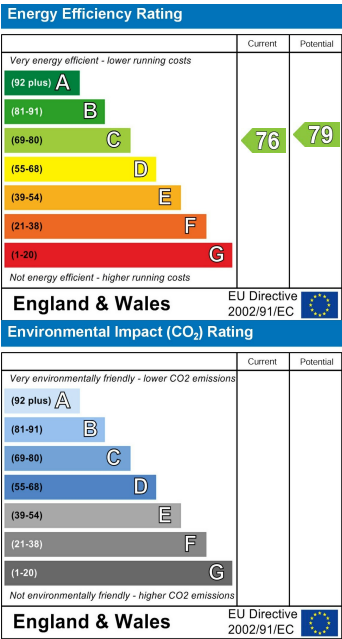 Energy Efficiency Rating
Current Potential
Very energy efficient - lower running costs
(92 plus) A
(81-91) B
(69-80) C
76 79
(55-68) D
(39-54) E
(21-38) F
(1-20) G
Not energy efficient - higher running costs
England & Wales
EU Directive
2002/91/EC
Environmental Impact (CO₂) Rating
Current Potential
Very environmentally friendly - lower CO2 emissions
(92 plus) A
(81-91) B
(69-80) C
(55-68) D
(39-54) E
(21-38) F
(1-20) G
Not environmentally friendly - higher CO2 emissions
England & Wales
EU Directive
2002/91/EC